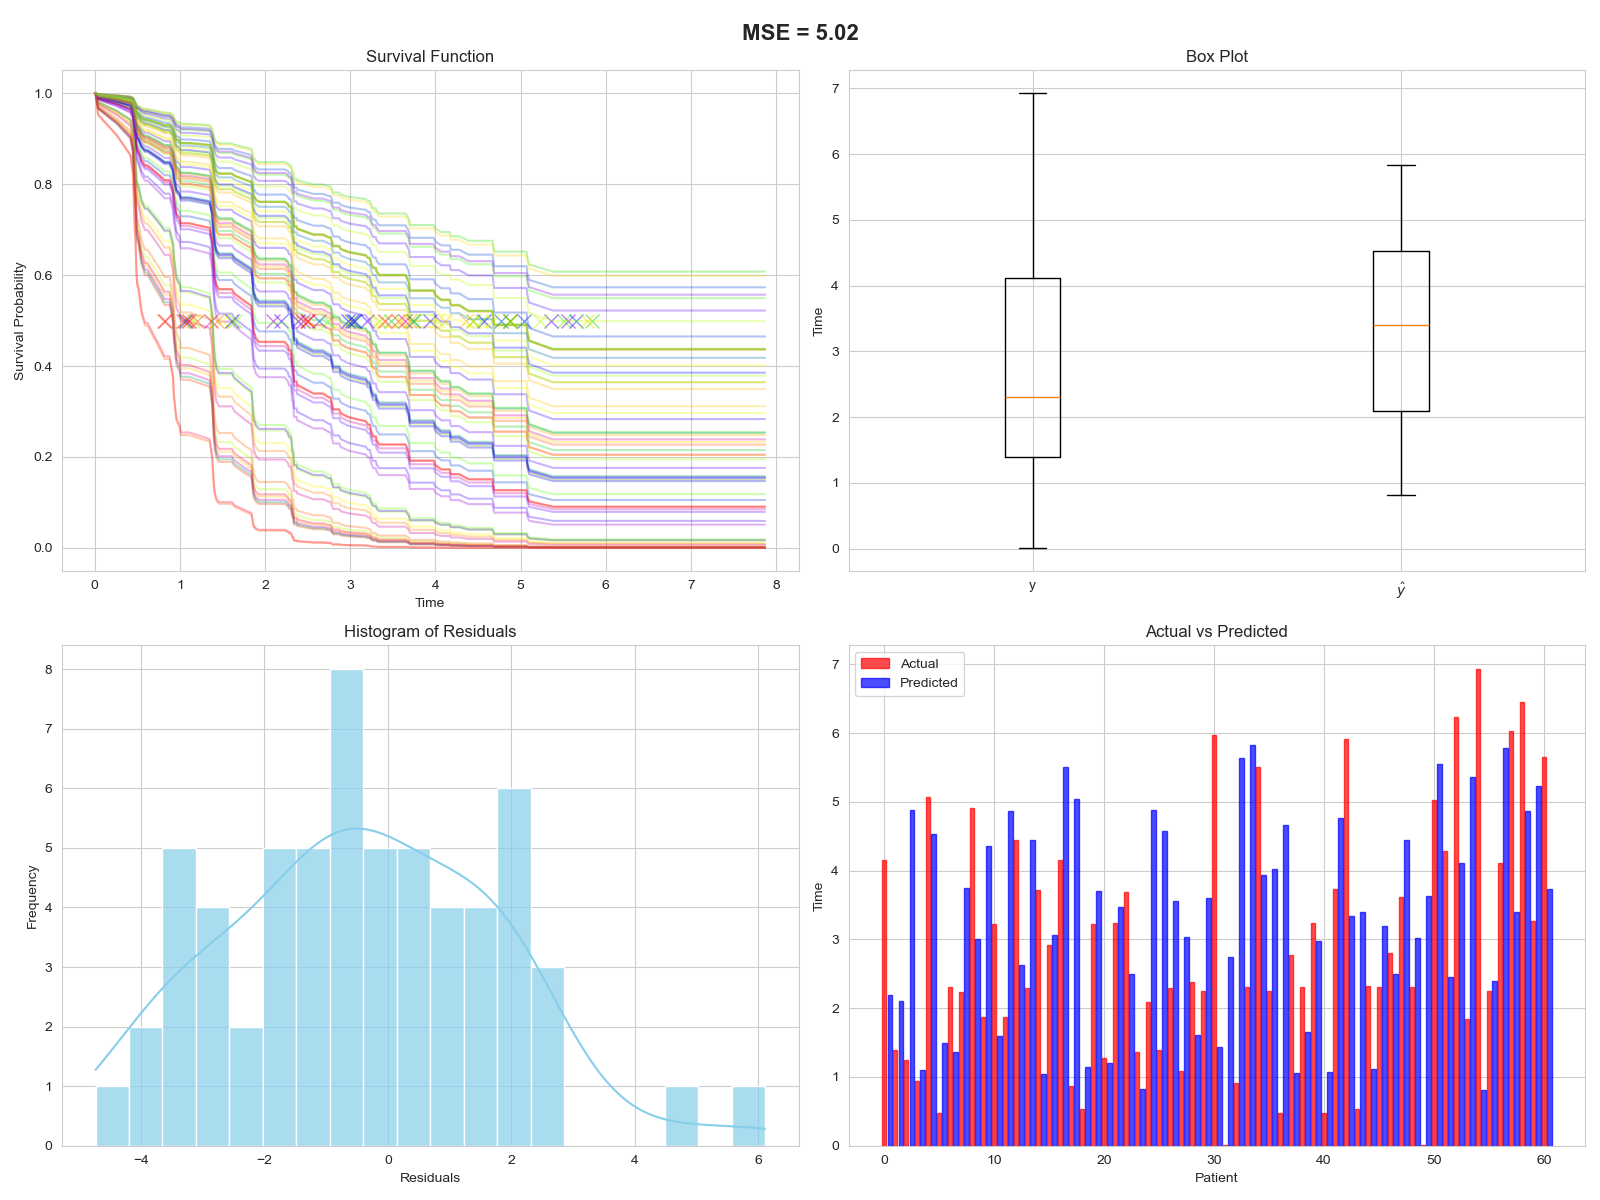 MSE = 5.02
Survival Function
Survival Probability
1.0
0.8
0.6
0.4
0.2
0.0
0 1 2 3 4 5 6 7 8
Time
Box Plot
Time
7
6
5
4
3
2
1
0
y ŷ
Histogram of Residuals
Frequency
8
7
6
5
4
3
2
1
0
−4 −2 0 2 4 6
Residuals
Actual vs Predicted
Actual
Predicted
Time
7
6
5
4
3
2
1
0
0 10 20 30 40 50 60
Patient